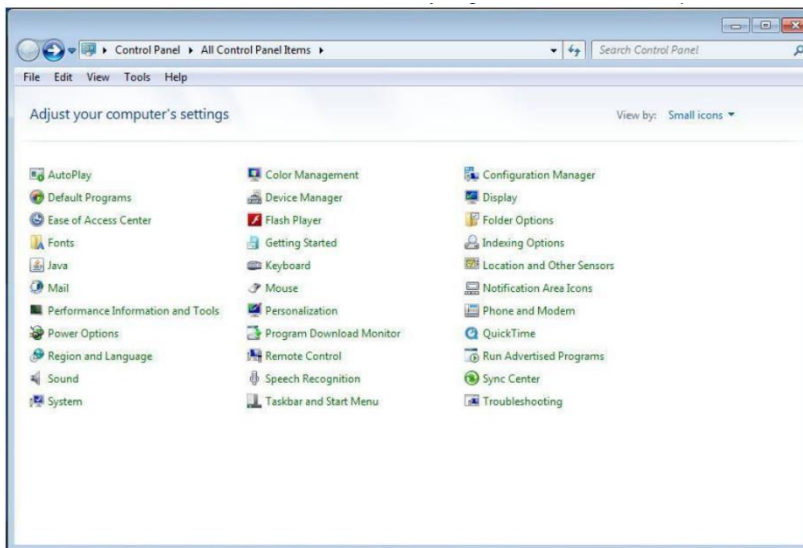 Control Panel All Control Panel Items Search Control Panel
File Edit View Tools Help
Adjust your computer's settings View by: Small icons
AutoPlay Color Management Configuration Manager
Default Programs Device Manager Display
Ease of Access Center Flash Player Folder Options
Fonts Getting Started Indexing Options
Java Keyboard Location and Other Sensors
Mail Mouse Notification Area Icons
Performance Information and Tools Personalization Phone and Modem
Power Options Program Download Monitor QuickTime
Region and Language Remote Control Run Advertised Programs
Sound Speech Recognition Sync Center
System Taskbar and Start Menu Troubleshooting